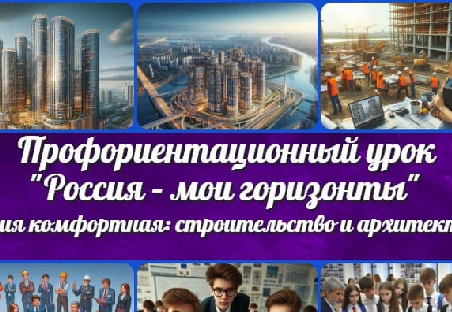 Профориентационный урок
"Россия – мои горизонты"
комфортная: строительство и